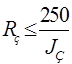 R_ç ≤ 250 / J_Ç